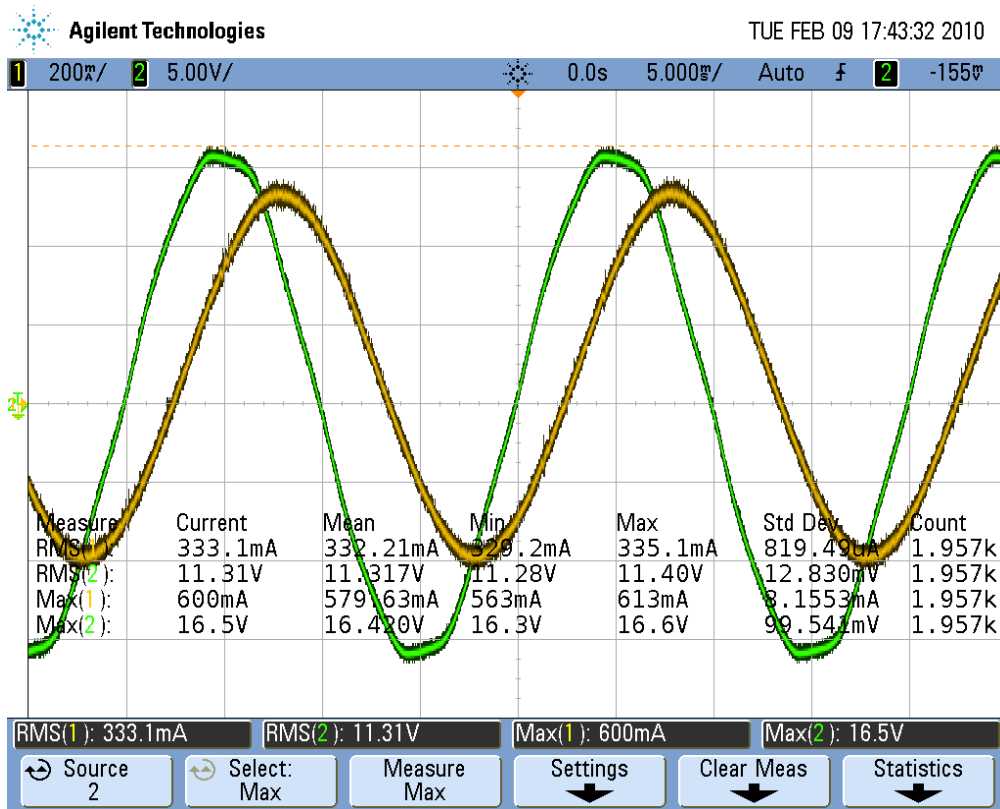 Agilent Technologies TUE FEB 09 17:43:32 2010
1 200mA/ 2 5.00V/ 0.0s 5.000ms/ Auto 2 -155mV
2
Measure Current Mean Min Max Std Dev Count
RMS(1): 333.1mA 332.21mA 329.2mA 335.1mA 819.49uA 1.957k
RMS(2): 11.31V 11.317V 11.28V 11.40V 12.830mV 1.957k
Max(1): 600mA 579.63mA 563mA 613mA 8.1553mA 1.957k
Max(2): 16.5V 16.420V 16.3V 16.6V 99.541mV 1.957k
RMS(1): 333.1mA RMS(2): 11.31V Max(1): 600mA Max(2): 16.5V
Source Select: Measure Settings Clear Meas Statistics
2 Max Max